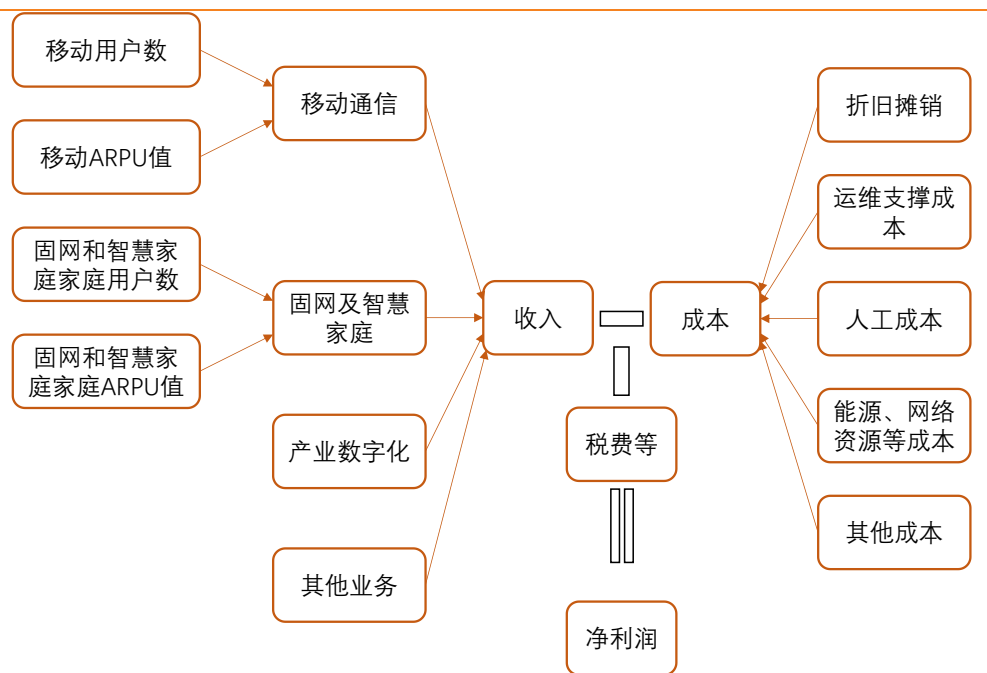 移动用户数
移动ARPU值
固网和智慧家
庭家庭用户数
固网和智慧家
庭家庭ARPU值
移动通信
固网及智慧
家庭
产业数字化
其他业务
收入
成本
税费等
净利润
折旧摊销
运维支撑成
本
人工成本
能源、网络
资源等成本
其他成本